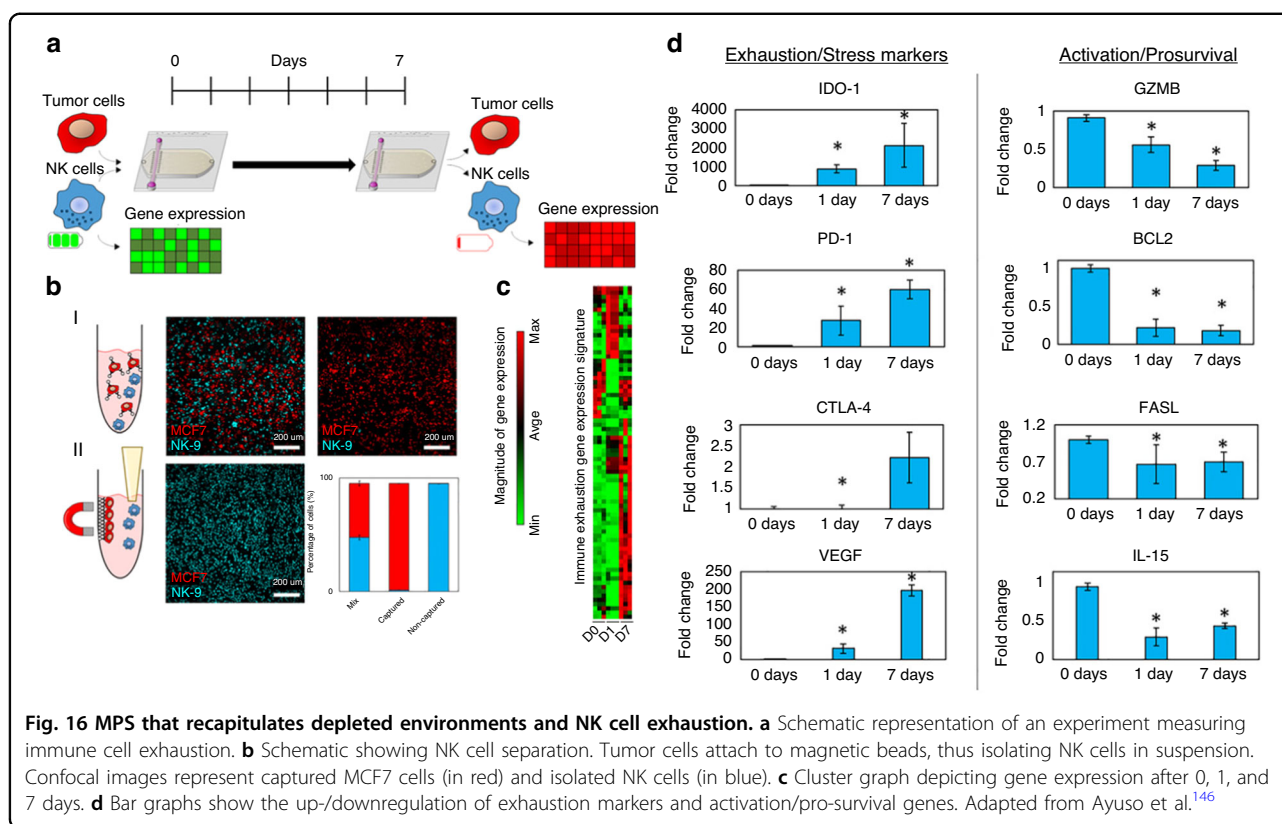 a
0 Days 7
Tumor cells
NK cells
Gene expression
Tumor cells
NK cells
Gene expression
b
I
MCF7
NK-9
200 um
MCF7
NK-9
200 um
II
MCF7
NK-9
200 um
Percentage of cells (%)
100
0
Mix
Captured
Non-captured
c
Magnitude of gene expression
Max
Avge
Min
Immune exhaustion gene expression signature
D0
D1
D7
d
Exhaustion/Stress markers
IDO-1
Fold change
4000
3000
2000
1000
0
* *
0 days 1 day 7 days
PD-1
Fold change
80
60
40
20
0
* *
0 days 1 day 7 days
CTLA-4
Fold change
3
2.5
2
1.5
1
*
0 days 1 day 7 days
VEGF
Fold change
250
200
150
100
50
0
* *
0 days 1 day 7 days
Activation/Prosurvival
GZMB
Fold change
1
0.5
0
* *
0 days 1 day 7 days
BCL2
Fold change
1
0.5
0
* *
0 days 1 day 7 days
FASL
Fold change
1.2
0.7
0.2
* *
0 days 1 day 7 days
IL-15
Fold change
1
0.5
0
* *
0 days 1 day 7 days
Fig. 16 MPS that recapitulates depleted environments and NK cell exhaustion. a Schematic representation of an experiment measuring
immune cell exhaustion. b Schematic showing NK cell separation. Tumor cells attach to magnetic beads, thus isolating NK cells in suspension.
Confocal images represent captured MCF7 cells (in red) and isolated NK cells (in blue). c Cluster graph depicting gene expression after 0, 1, and
7 days. d Bar graphs show the up-/downregulation of exhaustion markers and activation/pro-survival genes. Adapted from Ayuso et al.146